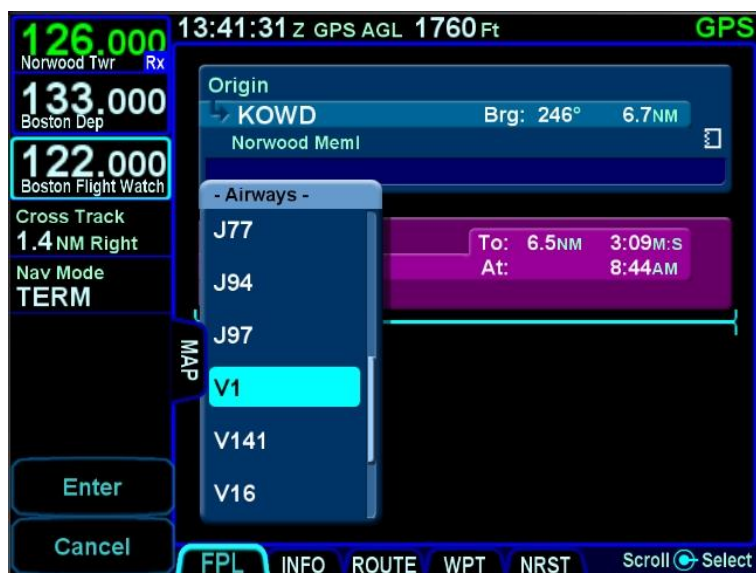 126.000 13:41:31 Z GPS AGL 1760 Ft GPS
Norwood Twr Rx
133.000
Boston Dep
122.000
Boston Flight Watch
Cross Track
1.4 NM Right
Nav Mode
TERM
Origin
KOWD Brg: 246° 6.7NM
Norwood Meml
- Airways -
J77
J94
J97
V1
V141
V16
To: 6.5NM 3:09M:S
At: 8:44AM
MAP
Enter
Cancel
FPL INFO ROUTE WPT NRST Scroll Select